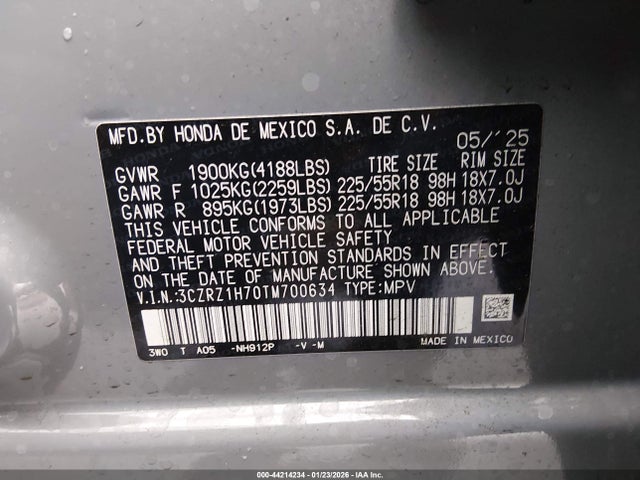 MFD.BY HONDA DE MEXICO S.A. DE C.V. 05/'25
GVWR 1900KG(4188LBS) TIRE SIZE RIM SIZE
GAWR F 1025KG(2259LBS) 225/55R18 98H 18X7.0J
GAWR R 895KG(1973LBS) 225/55R18 98H 18X7.0J
THIS VEHICLE CONFORMS TO ALL APPLICABLE
FEDERAL MOTOR VEHICLE SAFETY
AND THEFT PREVENTION STANDARDS IN EFFECT
ON THE DATE OF MANUFACTURE SHOWN ABOVE.
V.I.N.:3CZRZ1H70TM700634 TYPE:MPV
3W0 T A05 -NH912P -V -M MADE IN MEXICO
000-44214234 | 01/23/2026 | IAA Inc.